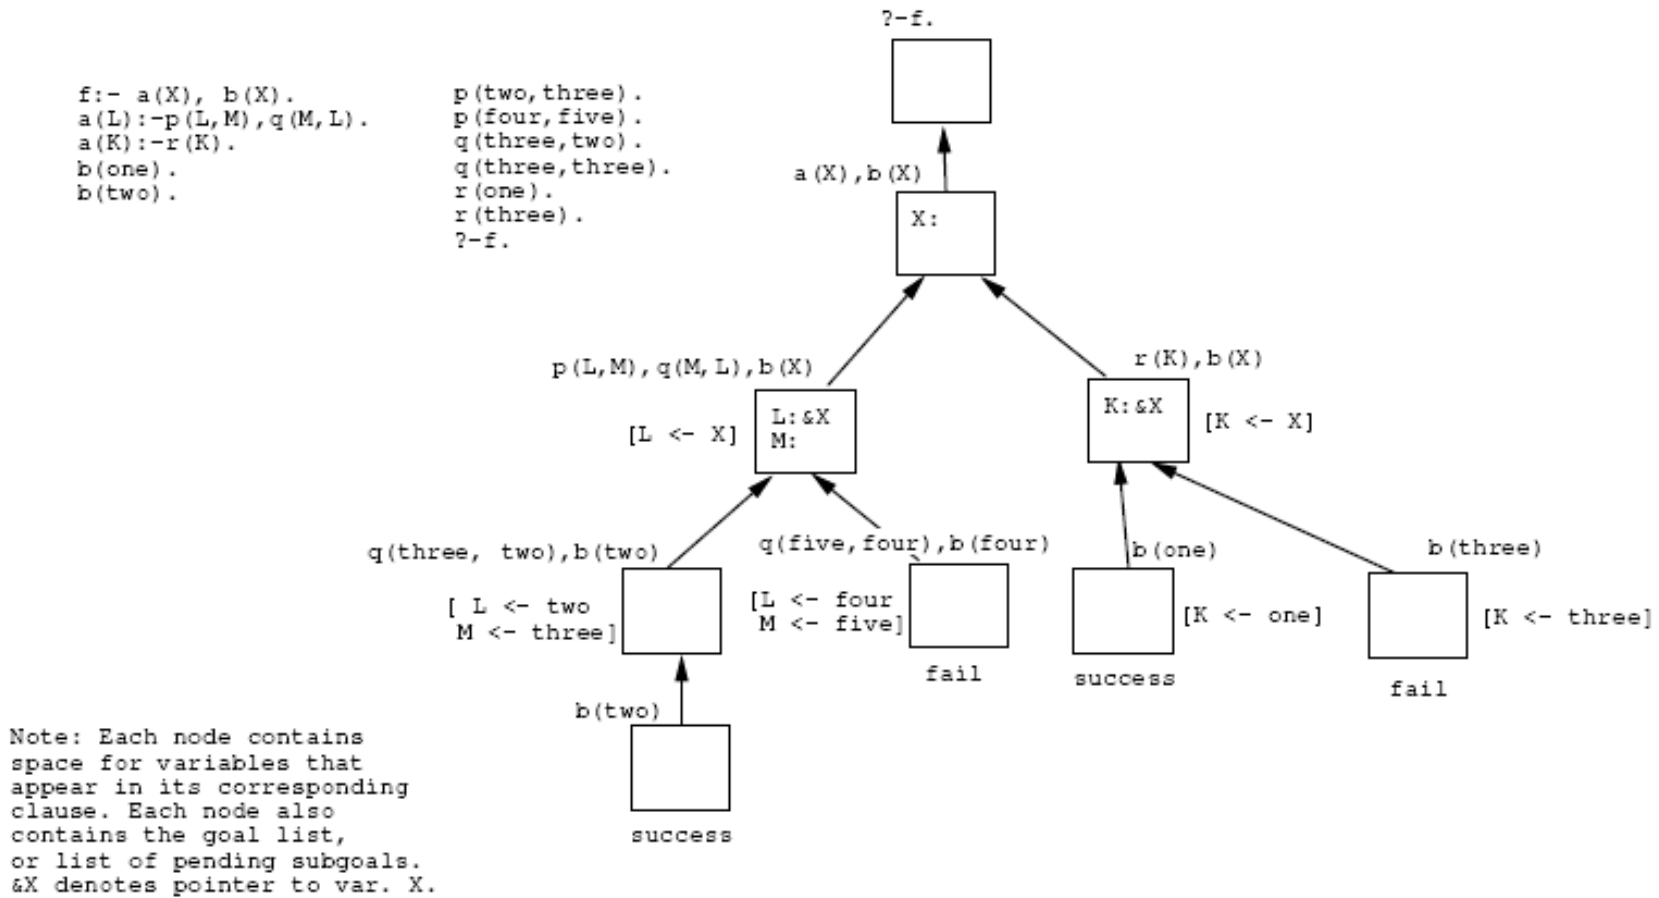 ?-f.
f:- a(X), b(X).
a(L):-p(L,M),q(M,L).
a(K):-r(K).
b(one).
b(two).
p(two,three).
p(four,five).
q(three,two).
q(three,three).
r(one).
r(three).
?-f.
a(X),b(X)
X:
p(L,M),q(M,L),b(X)
r(K),b(X)
[L <- X]
L:&X
M:
K:&X
[K <- X]
q(three, two),b(two)
q(five,four),b(four)
b(one)
b(three)
[ L <- two
M <- three]
[L <- four
M <- five]
[K <- one]
[K <- three]
fail
success
fail
b(two)
success
Note: Each node contains
space for variables that
appear in its corresponding
clause. Each node also
contains the goal list,
or list of pending subgoals.
&X denotes pointer to var. X.